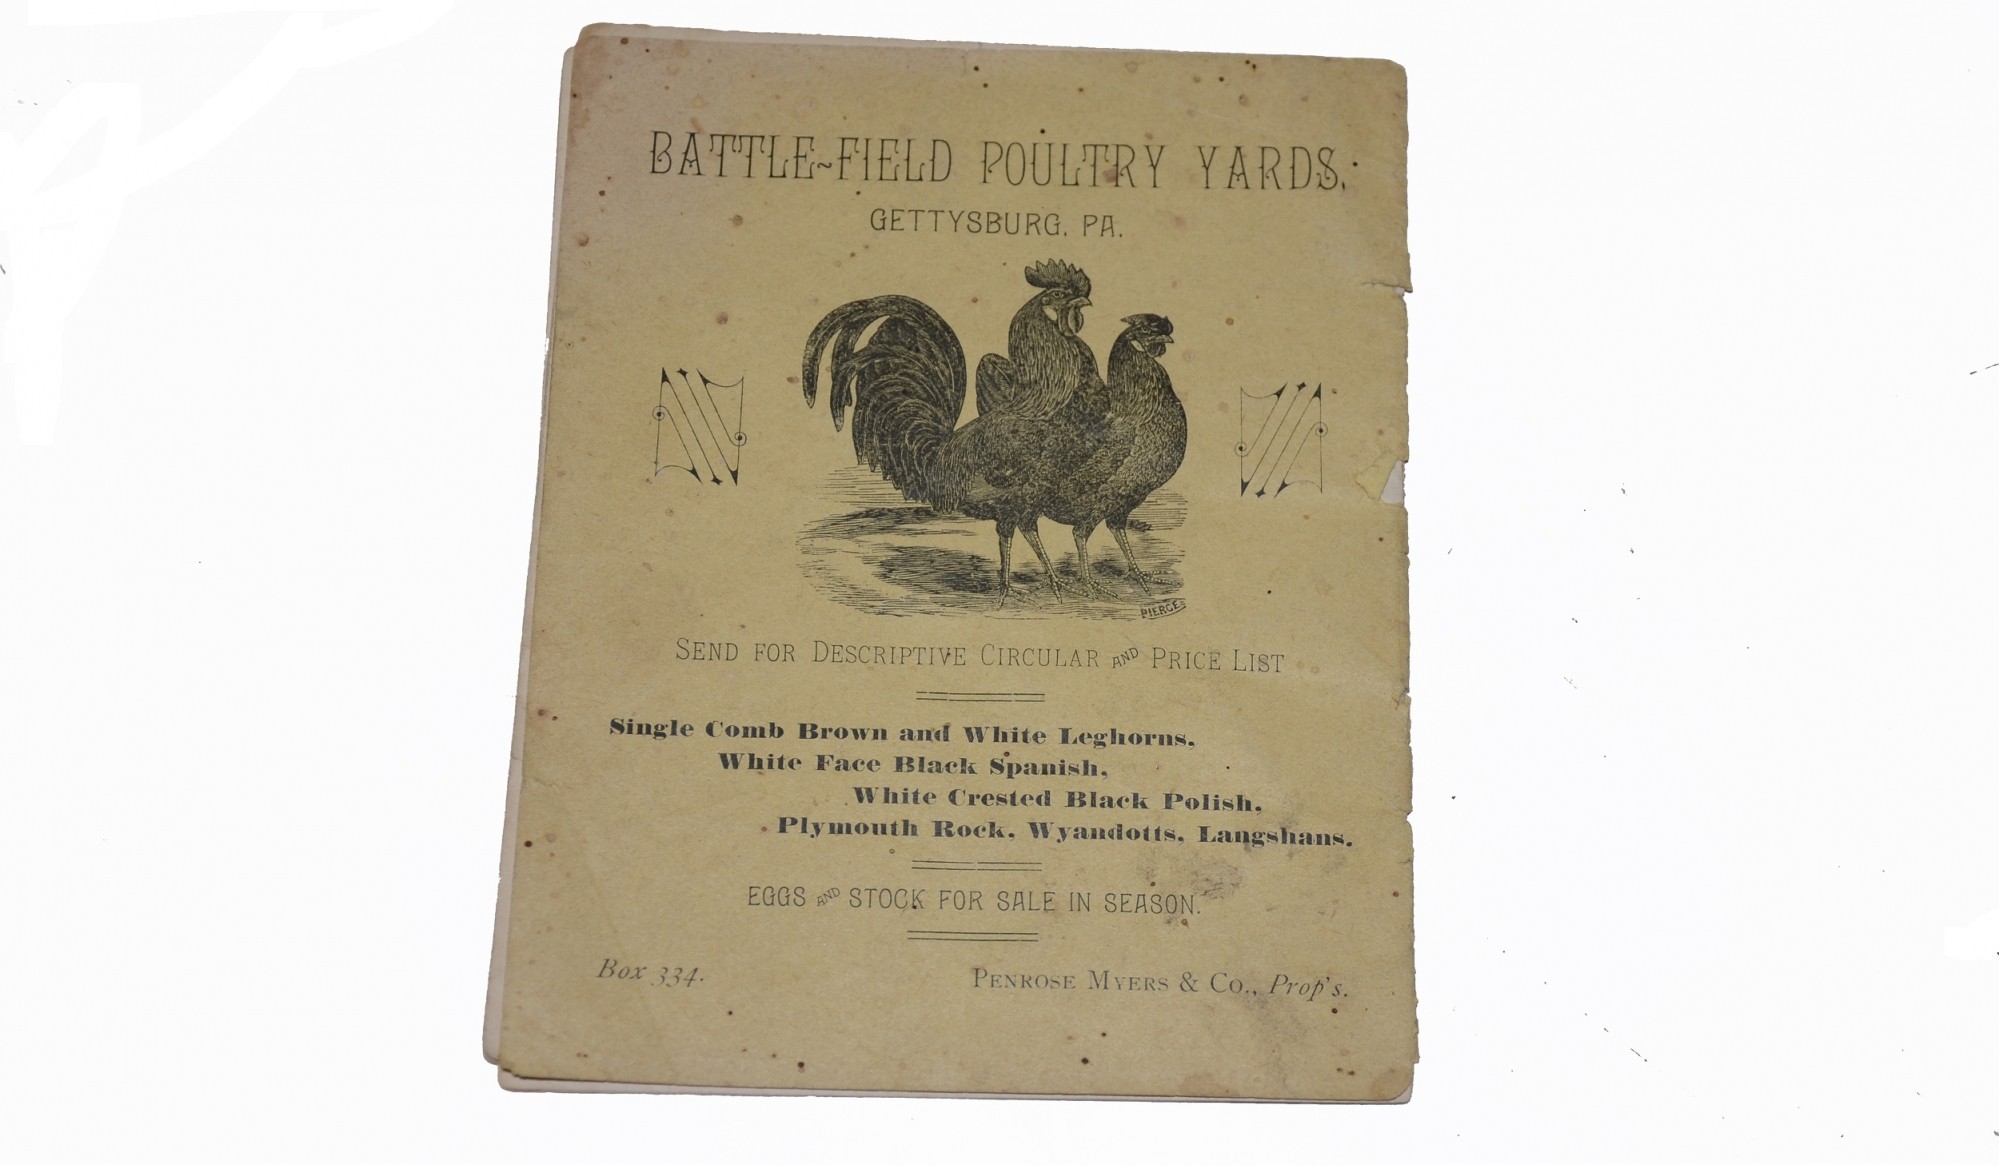 BATTLE~FIELD POULTRY YARDS.
GETTYSBURG, PA.
PIERCE
SEND FOR DESCRIPTIVE CIRCULAR AND PRICE LIST
Single Comb Brown and White Leghorns,
White Face Black Spanish,
White Crested Black Polish,
Plymouth Rock, Wyandotts, Langshans.
EGGS AND STOCK FOR SALE IN SEASON.
Box 334. PENROSE MYERS & CO., Prop's.